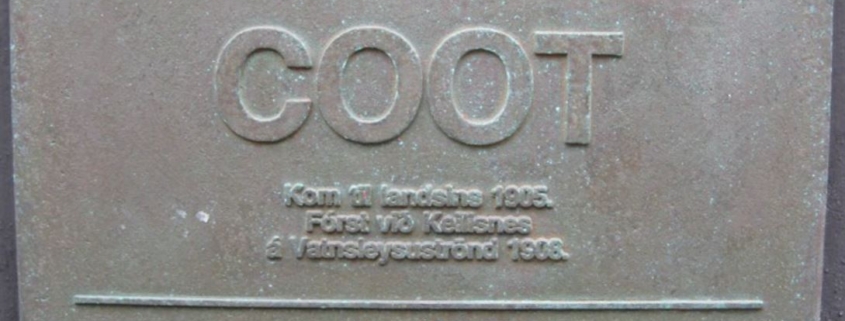 COOT
Kom til landsins 1905.
Fórst við Keilisnes
á Vatnsleysuströnd 1908.